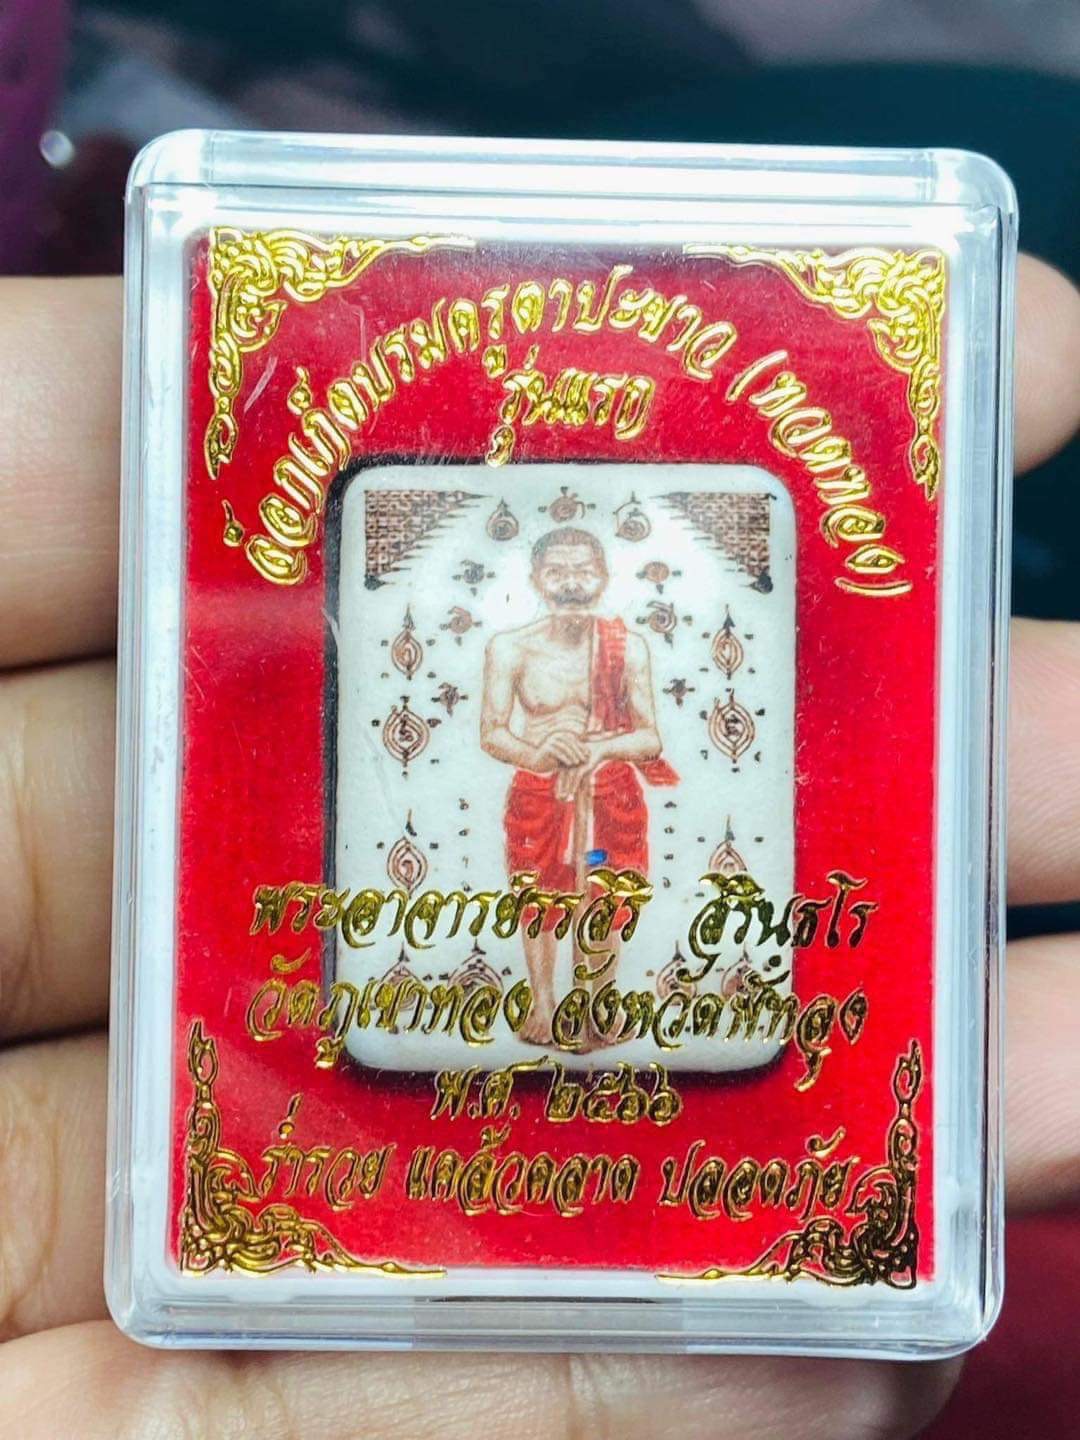 ล็อกเก็ตบรมครูตาปะขาว (ทวดทอง)
รุ่นแรก
พระอาจารย์รรสิริ สิรินฺธโร
วัดภูเขาทอง จังหวัดพัทลุง
พ.ศ. ๒๕๖๖
ร่ำรวย แคล้วคลาด ปลอดภัย